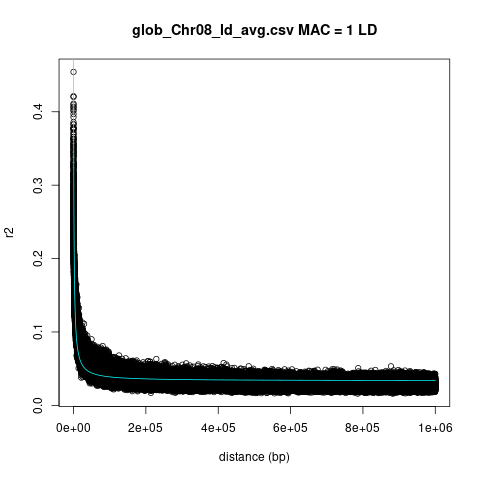 glob_Chr08_ld_avg.csv MAC = 1 LD
r2
0.4
0.3
0.2
0.1
0.0
0e+00 2e+05 4e+05 6e+05 8e+05 1e+06
distance (bp)